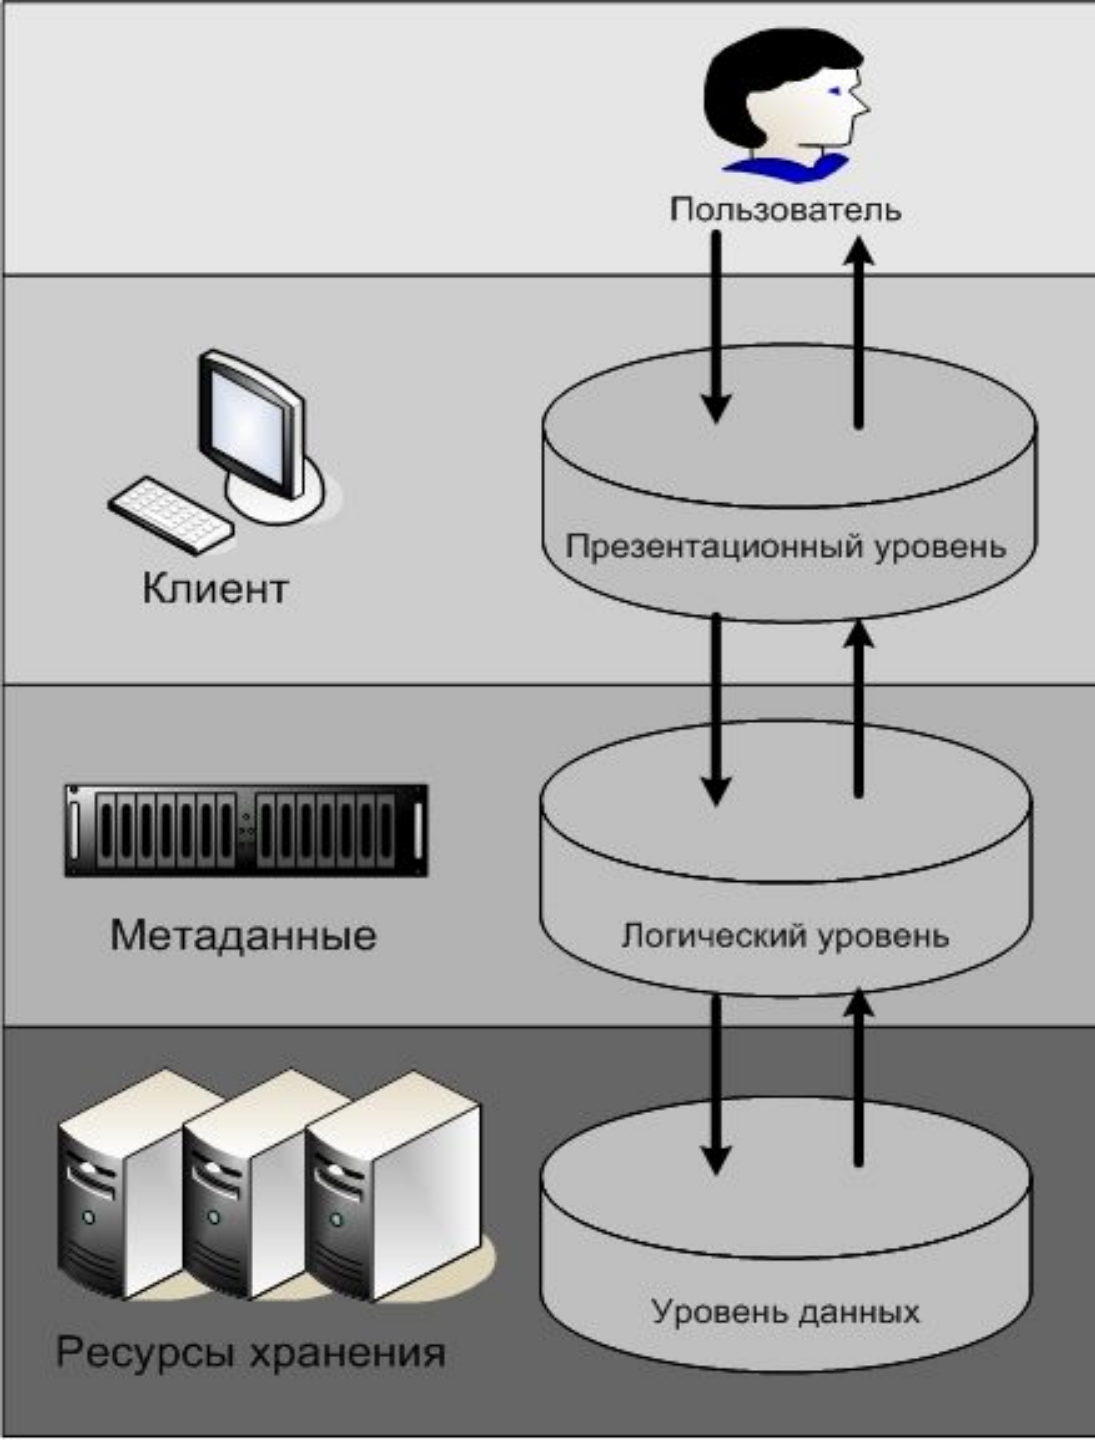 Пользователь
Презентационный уровень
Клиент
Метаданные
Логический уровень
Уровень данных
Ресурсы хранения